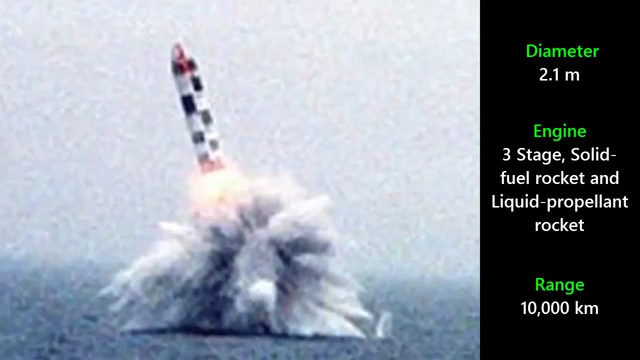 Diameter
2.1 m
Engine
3 Stage, Solid-
fuel rocket and
Liquid-propellant
rocket
Range
10,000 km